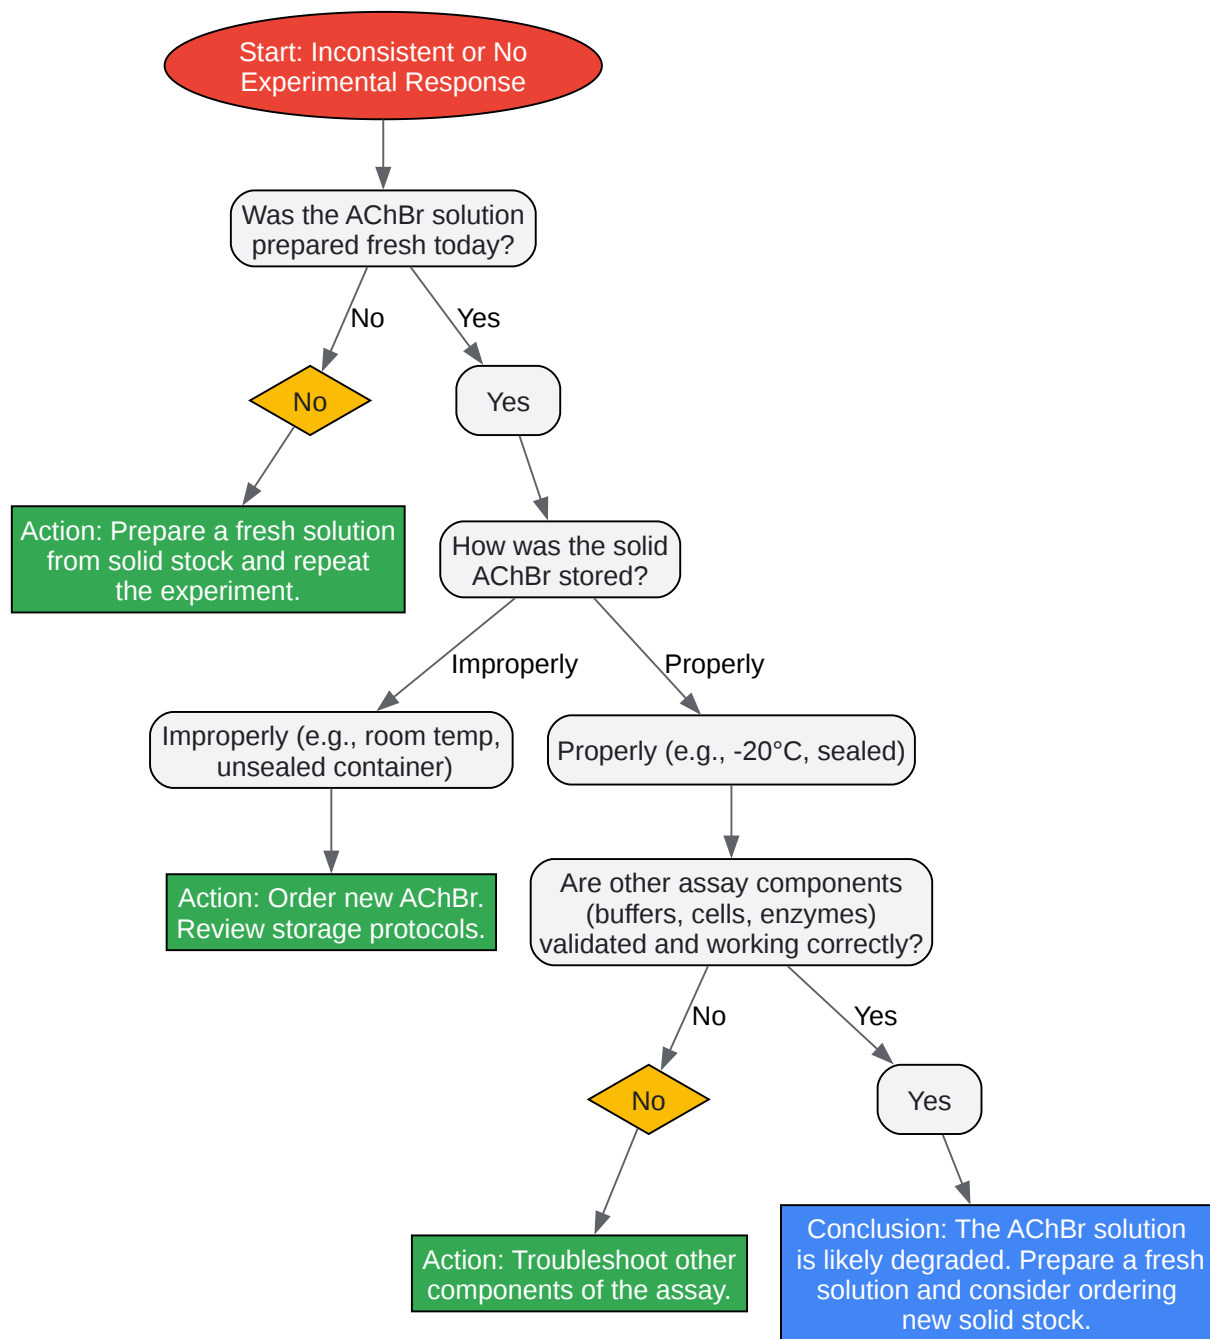 Start: Inconsistent or No
Experimental Response
Was the AChBr solution
prepared fresh today?
No
Yes
No
Yes
Action: Prepare a fresh solution
from solid stock and repeat
the experiment.
How was the solid
AChBr stored?
Improperly
Properly
Improperly (e.g., room temp,
unsealed container)
Properly (e.g., -20°C, sealed)
Action: Order new AChBr.
Review storage protocols.
Are other assay components
(buffers, cells, enzymes)
validated and working correctly?
No
Yes
No
Yes
Action: Troubleshoot other
components of the assay.
Conclusion: The AChBr solution
is likely degraded. Prepare a fresh
solution and consider ordering
new solid stock.